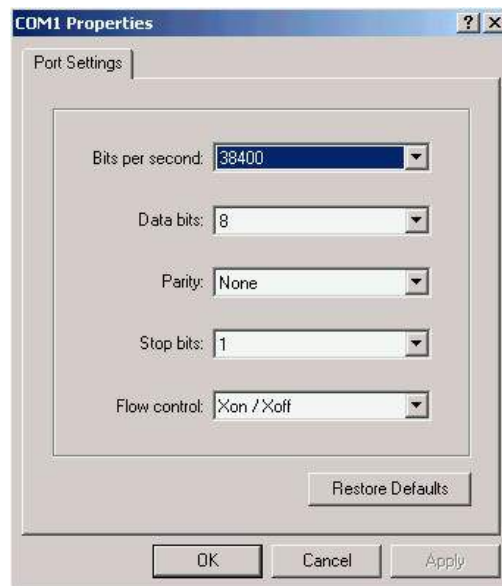 COM1 Properties
Port Settings
Bits per second: 38400
Data bits: 8
Parity: None
Stop bits: 1
Flow control: Xon / Xoff
Restore Defaults
OK Cancel Apply